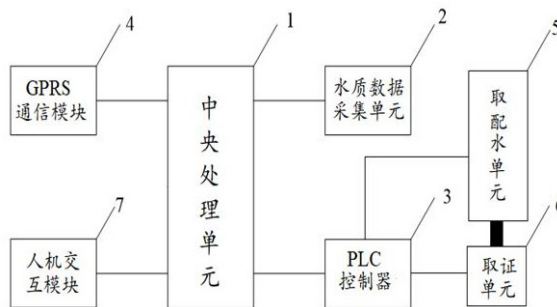 4
GPRS
通信模块
1
中央处理单元
2
水质数据
采集单元
5
取配水单元
7
人机交
互模块
3
PLC
控制器
6
取证
单元